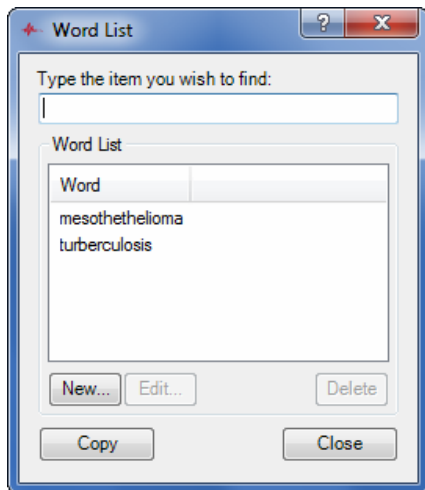 Word List
Type the item you wish to find:
Word List
Word
mesothethelioma
turberculosis
New... Edit... Delete
Copy Close